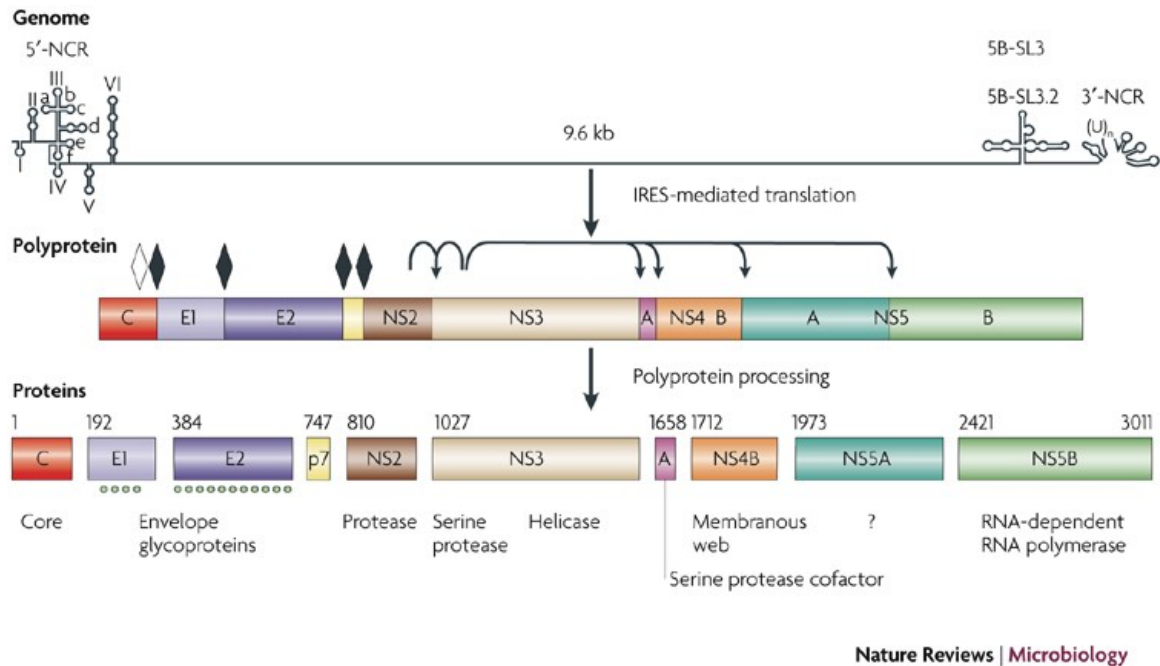 Genome
5′-NCR
5B-SL3
III
VI
II
a
b
c
5B-SL3.2
3′-NCR
d
9.6 kb
(U)n
e
I
f
IV
V
IRES-mediated translation
Polyprotein
C
E1
E2
NS2
NS3
A
NS4 B
A
NS5
B
Polyprotein processing
Proteins
1 192 384 747 810 1027 1658 1712 1973 2421 3011
C E1 E2 p7 NS2 NS3 A NS4B NS5A NS5B
Core
Envelope
glycoproteins
Protease
Serine
protease
Helicase
Membranous
web
?
RNA-dependent
RNA polymerase
Serine protease cofactor
Nature Reviews | Microbiology